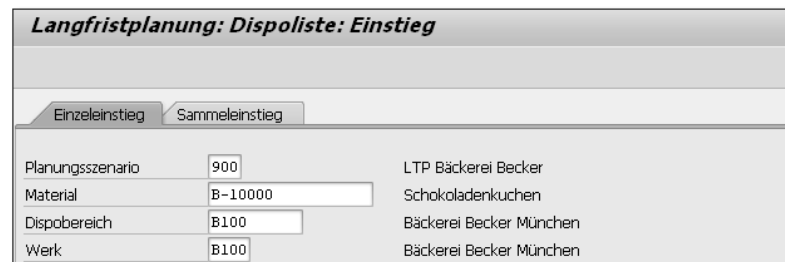 Langfristplanung: Dispoliste: Einstieg
Einzeleinstieg Sammeleinstieg
Planungsszenario 900 LTP Bäckerei Becker
Material B-10000 Schokoladenkuchen
Dispobereich B100 Bäckerei Becker München
Werk B100 Bäckerei Becker München